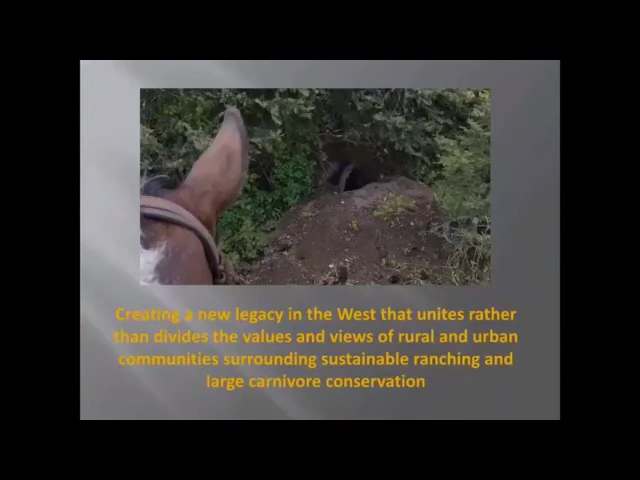 Creating a new legacy in the West that unites rather
than divides the values and views of rural and urban
communities surrounding sustainable ranching and
large carnivore conservation